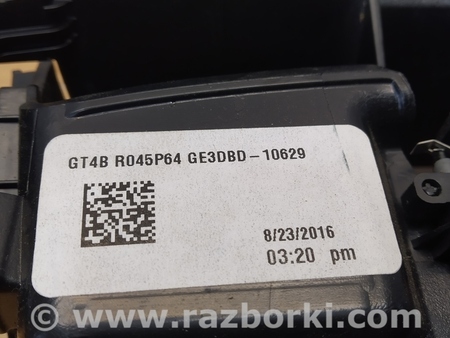 GT4B R045P64 GE3DBD-10629
8/23/2016
03:20 pm
www.razborki.com